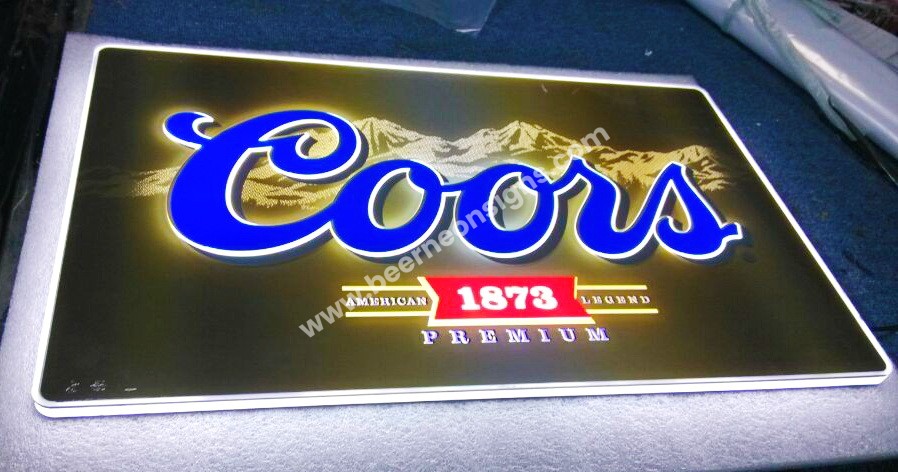 Coors
AMERICAN 1873 LEGEND
PREMIUM
www.beerneonsigns.com